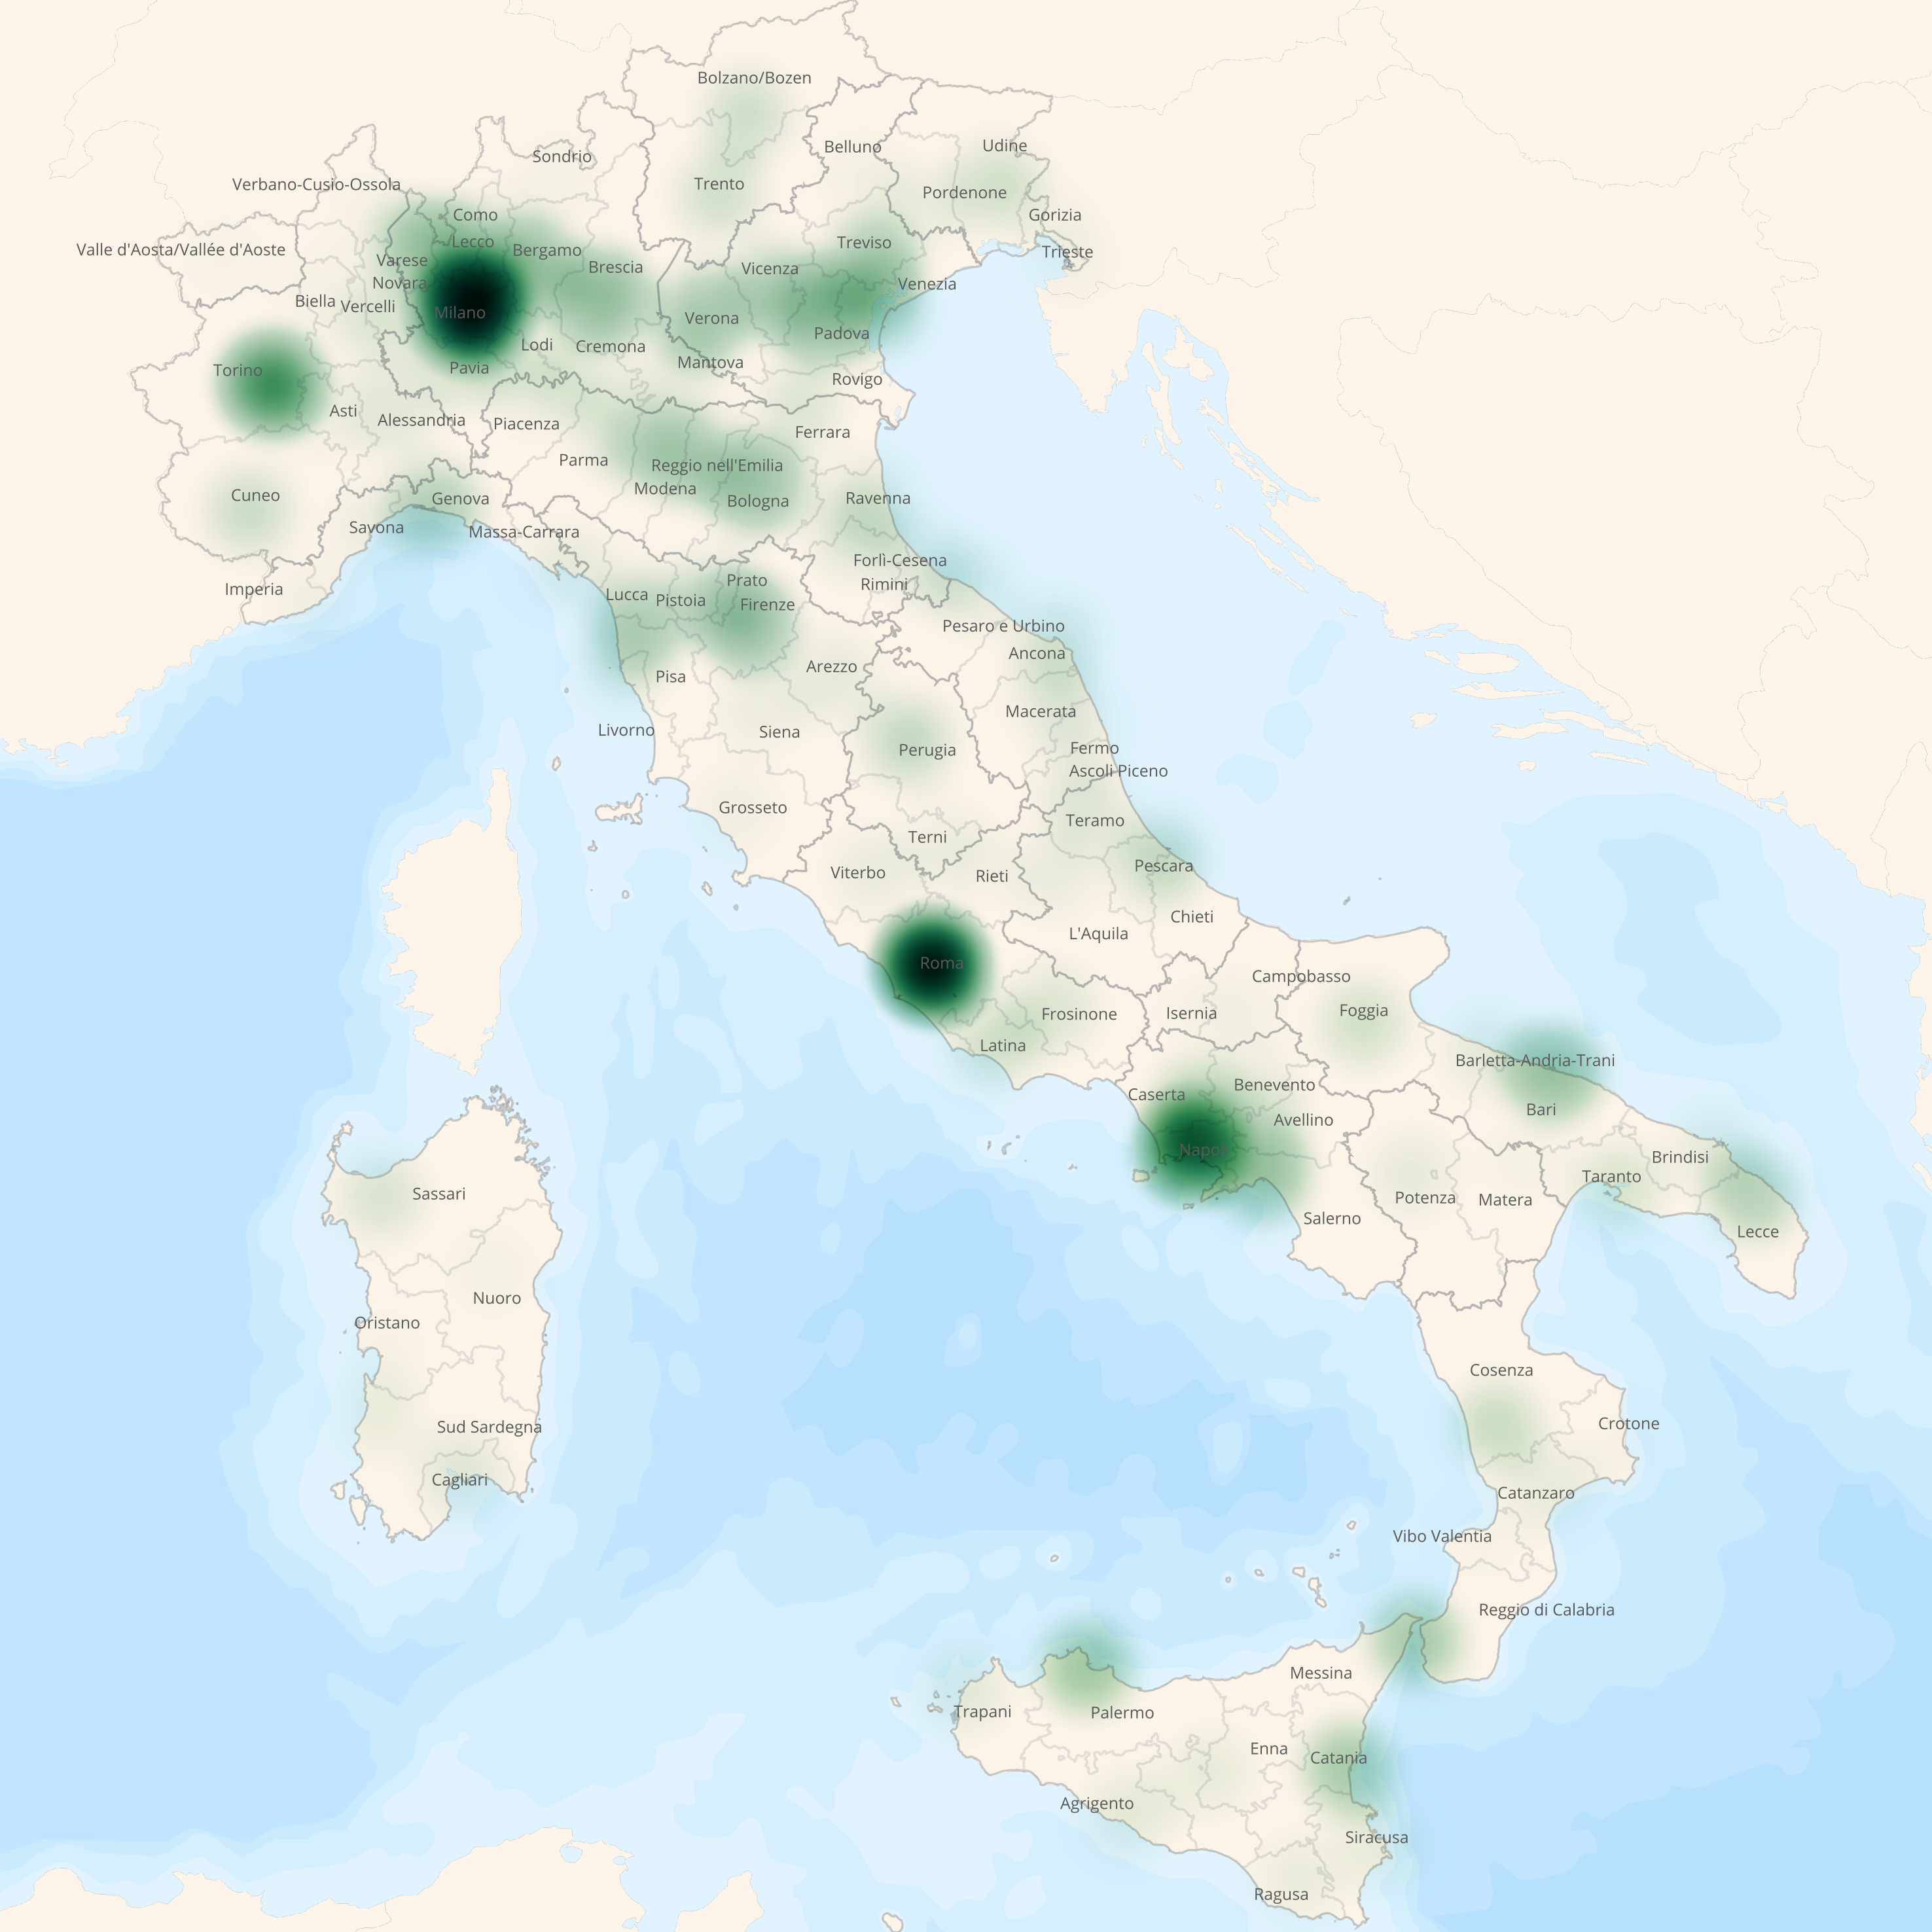 Bolzano/Bozen
Udine
Belluno
Sondrio
Trento
Verbano-Cusio-Ossola
Pordenone
Como
Gorizia
Lecco
Treviso
Valle d'Aosta/Vallée d'Aoste
Bergamo
Trieste
Varese
Brescia
Vicenza
Novara
Venezia
Biella
Vercelli
Milano
Verona
Padova
Lodi
Cremona
Mantova
Pavia
Torino
Rovigo
Asti
Alessandria
Piacenza
Ferrara
Parma
Reggio nell'Emilia
Modena
Cuneo
Genova
Bologna
Ravenna
Savona
Massa-Carrara
Forlì-Cesena
Prato
Rimini
Imperia
Lucca
Pistoia
Firenze
Pesaro e Urbino
Ancona
Arezzo
Pisa
Macerata
Livorno
Siena
Perugia
Fermo
Ascoli Piceno
Grosseto
Teramo
Terni
Pescara
Viterbo
Rieti
Chieti
L'Aquila
Roma
Campobasso
Foggia
Frosinone
Isernia
Latina
Barletta-Andria-Trani
Benevento
Caserta
Bari
Avellino
Napoli
Brindisi
Taranto
Sassari
Potenza
Matera
Salerno
Lecce
Nuoro
Oristano
Cosenza
Sud Sardegna
Crotone
Cagliari
Catanzaro
Vibo Valentia
Reggio di Calabria
Messina
Trapani
Palermo
Enna
Catania
Agrigento
Siracusa
Ragusa